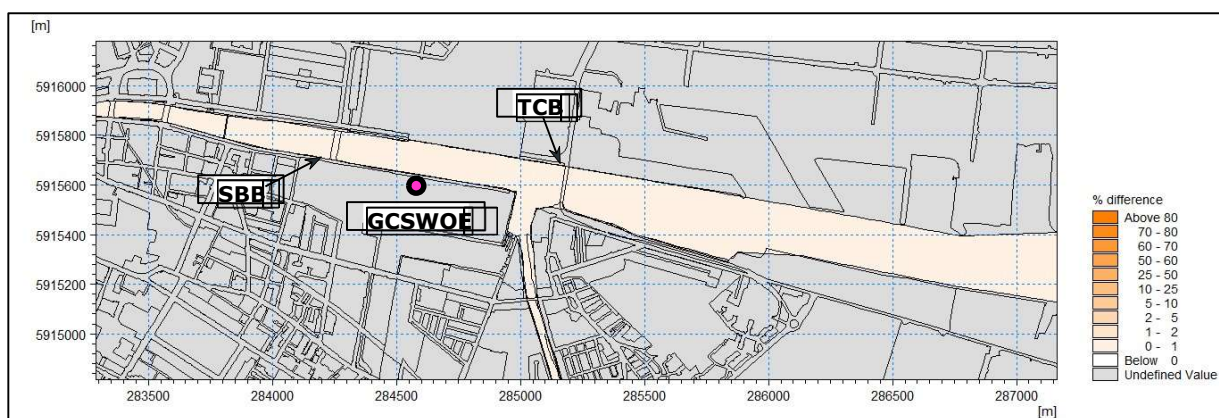 [m]
5916000
5915800
5915600
5915400
5915200
5915000
TCB
SBB
GCSWOE
283500 284000 284500 285000 285500 286000 286500 287000
[m]
% difference
Above 80
70 - 80
60 - 70
50 - 60
25 - 50
10 - 25
5 - 10
2 - 5
1 - 2
0 - 1
Below 0
Undefined Value